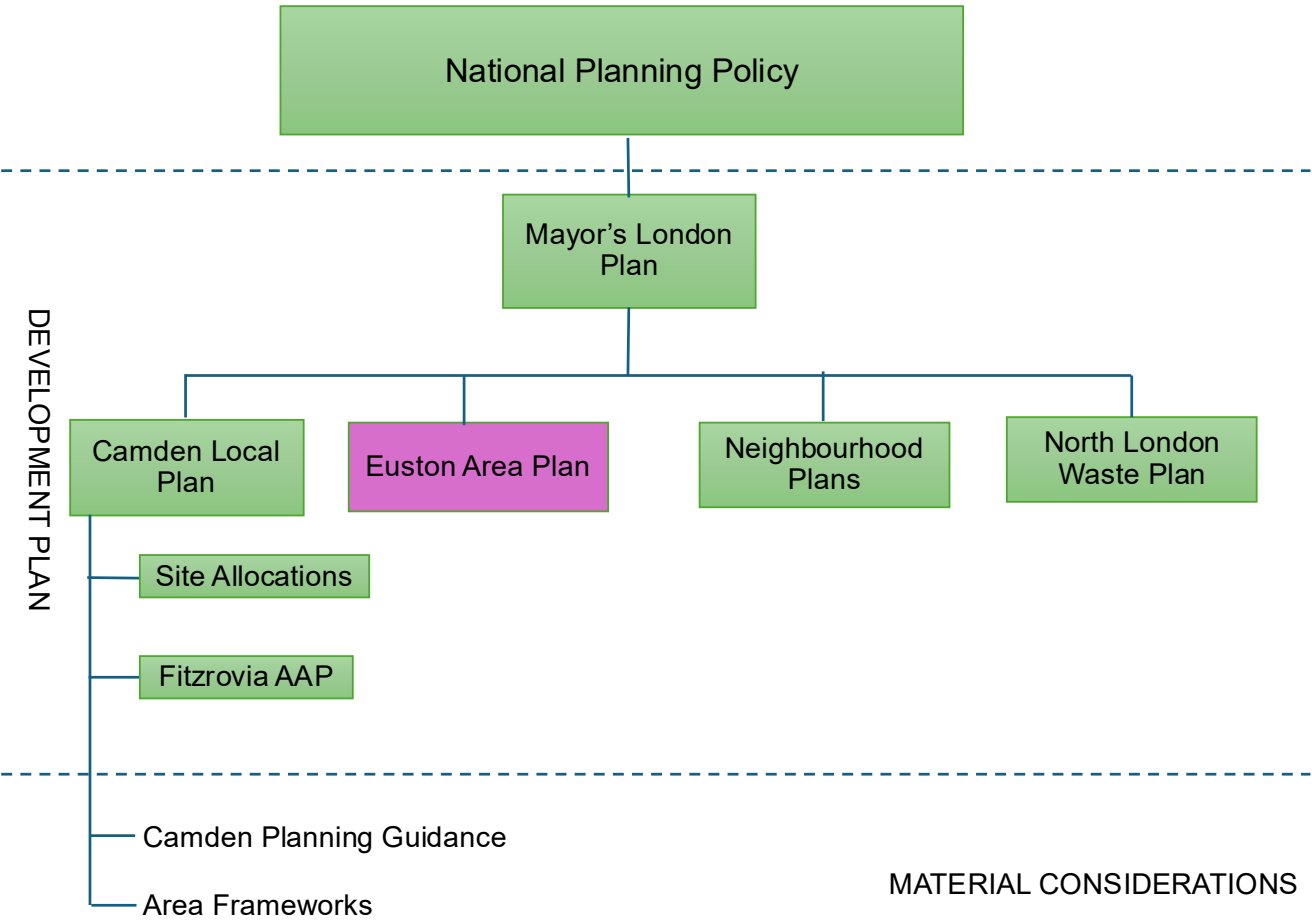 National Planning Policy
Mayor’s London
Plan
DEVELOPMENT PLAN
Camden Local
Plan
Euston Area Plan
Neighbourhood
Plans
North London
Waste Plan
Site Allocations
Fitzrovia AAP
Camden Planning Guidance
Area Frameworks
MATERIAL CONSIDERATIONS